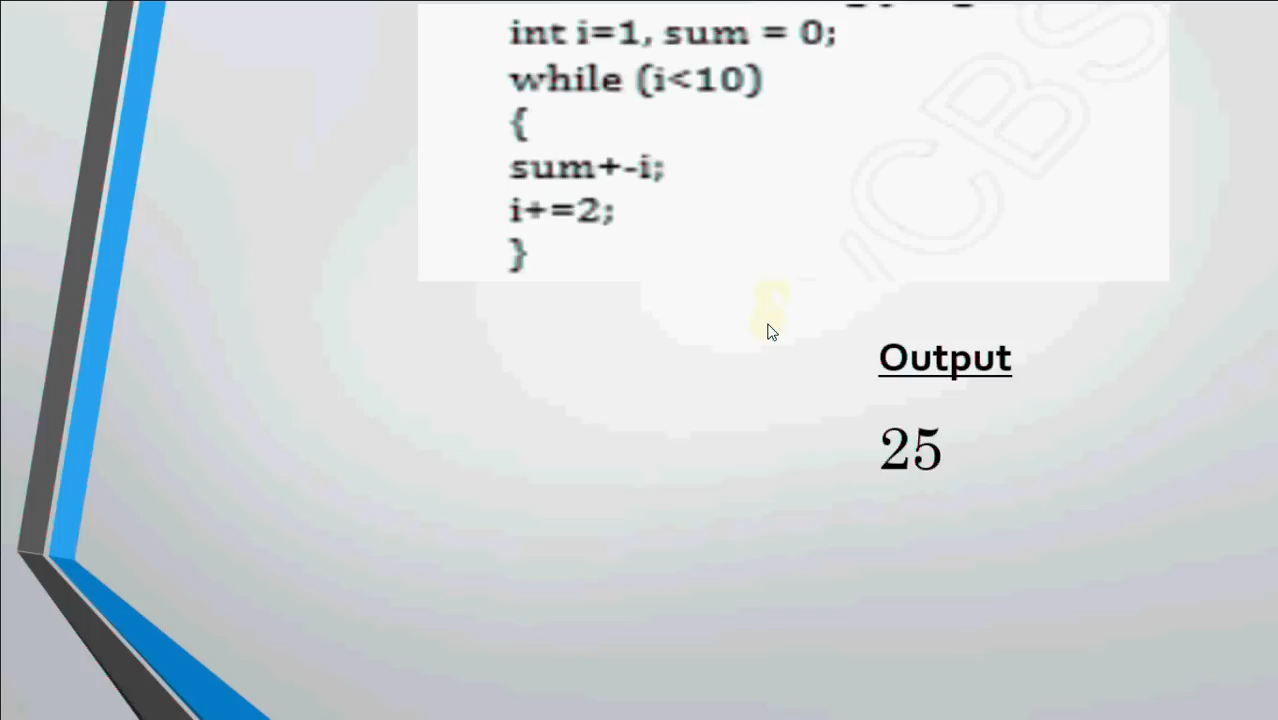 int i=1, sum = 0;
while (i<10)
{
sum+-i;
i+=2;
}
Output
25